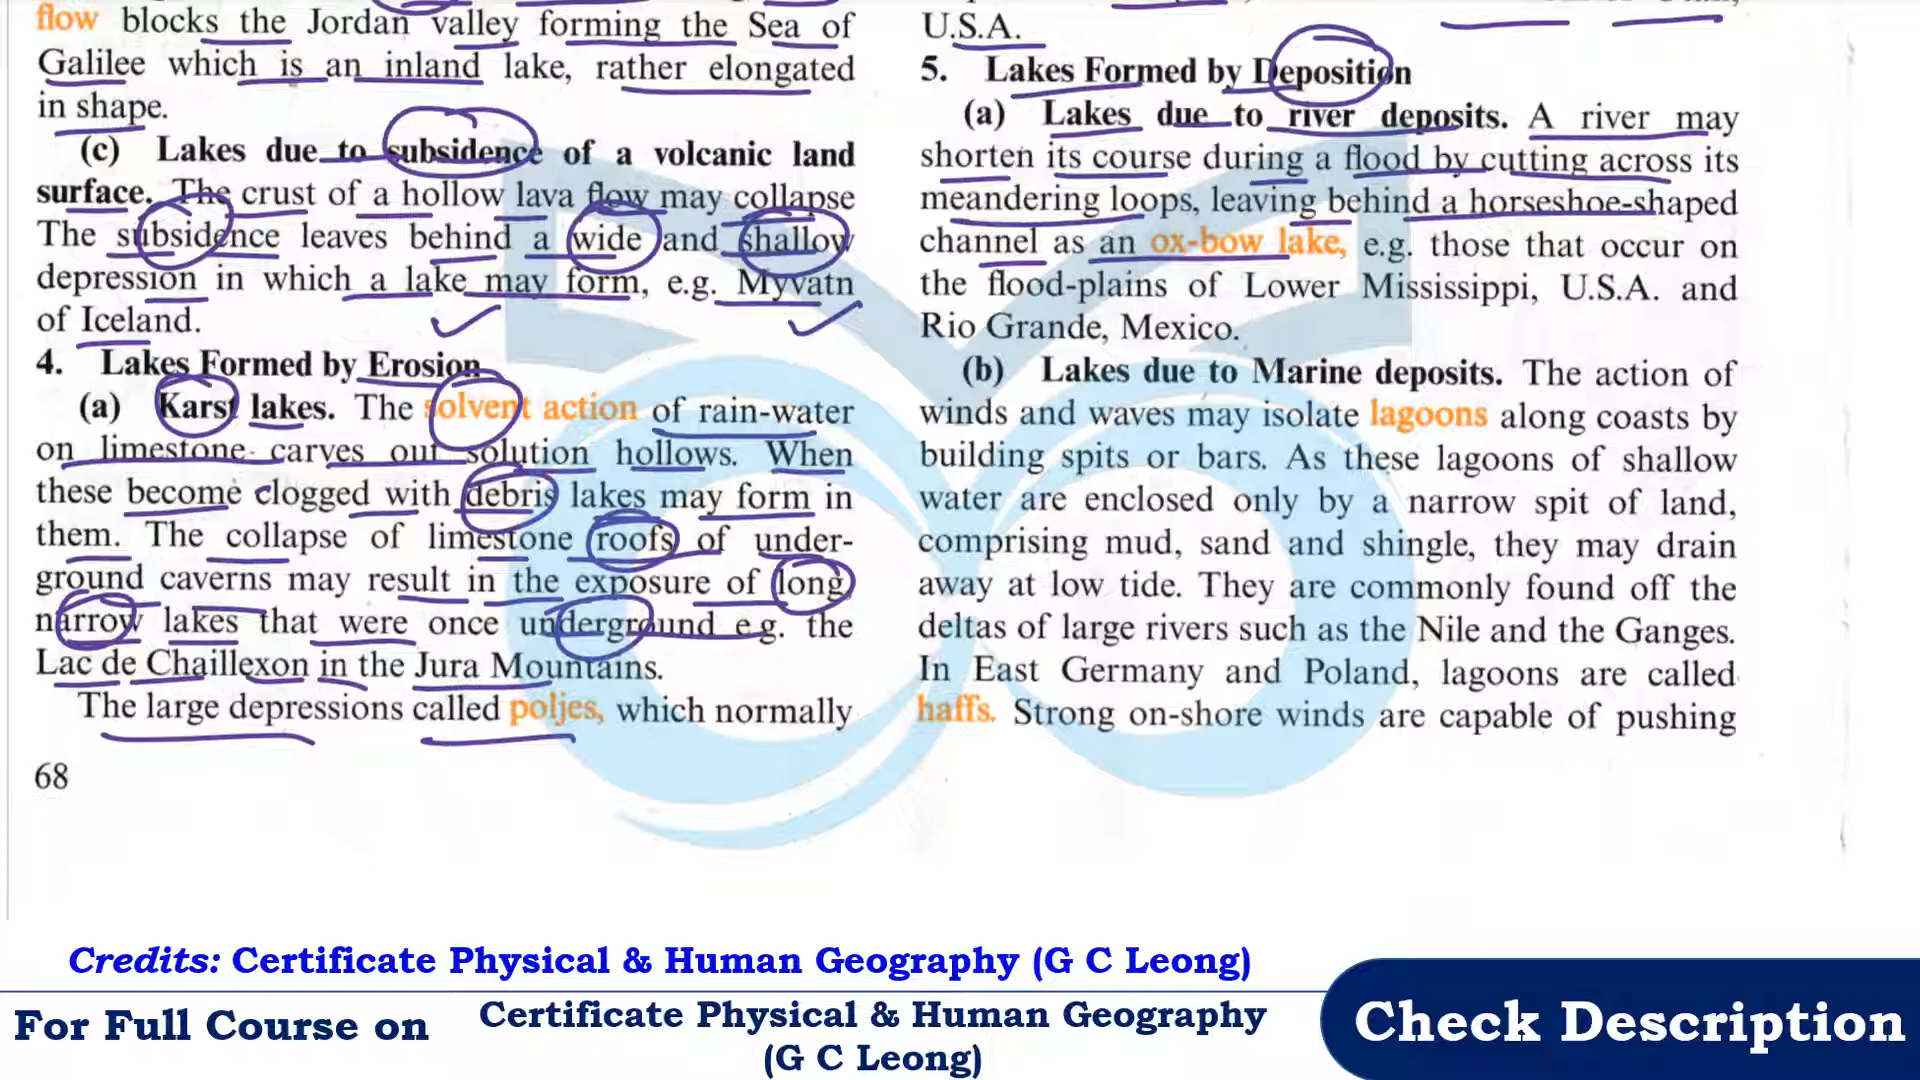 flow blocks the Jordan valley forming the Sea of
Galilee which is an inland lake, rather elongated
in shape.
(c) Lakes due to subsidence of a volcanic land
surface. The crust of a hollow lava flow may collapse
The subsidence leaves behind a wide and shallow
depression in which a lake may form, e.g. Myvatn
of Iceland.
4. Lakes Formed by Erosion
(a) Karst lakes. The solvent action of rain-water
on limestone carves out solution hollows. When
these become clogged with debris lakes may form in
them. The collapse of limestone roofs of under-
ground caverns may result in the exposure of long
narrow lakes that were once underground e.g. the
Lac de Chaillexon in the Jura Mountains.
The large depressions called poljes, which normally
68
U.S.A.
5. Lakes Formed by Deposition
(a) Lakes due to river deposits. A river may
shorten its course during a flood by cutting across its
meandering loops, leaving behind a horseshoe-shaped
channel as an ox-bow lake, e.g. those that occur on
the flood-plains of Lower Mississippi, U.S.A. and
Rio Grande, Mexico.
(b) Lakes due to Marine deposits. The action of
winds and waves may isolate lagoons along coasts by
building spits or bars. As these lagoons of shallow
water are enclosed only by a narrow spit of land,
comprising mud, sand and shingle, they may drain
away at low tide. They are commonly found off the
deltas of large rivers such as the Nile and the Ganges.
In East Germany and Poland, lagoons are called
haffs. Strong on-shore winds are capable of pushing
Credits: Certificate Physical & Human Geography (G C Leong)
For Full Course on
Certificate Physical & Human Geography
(G C Leong)
Check Description